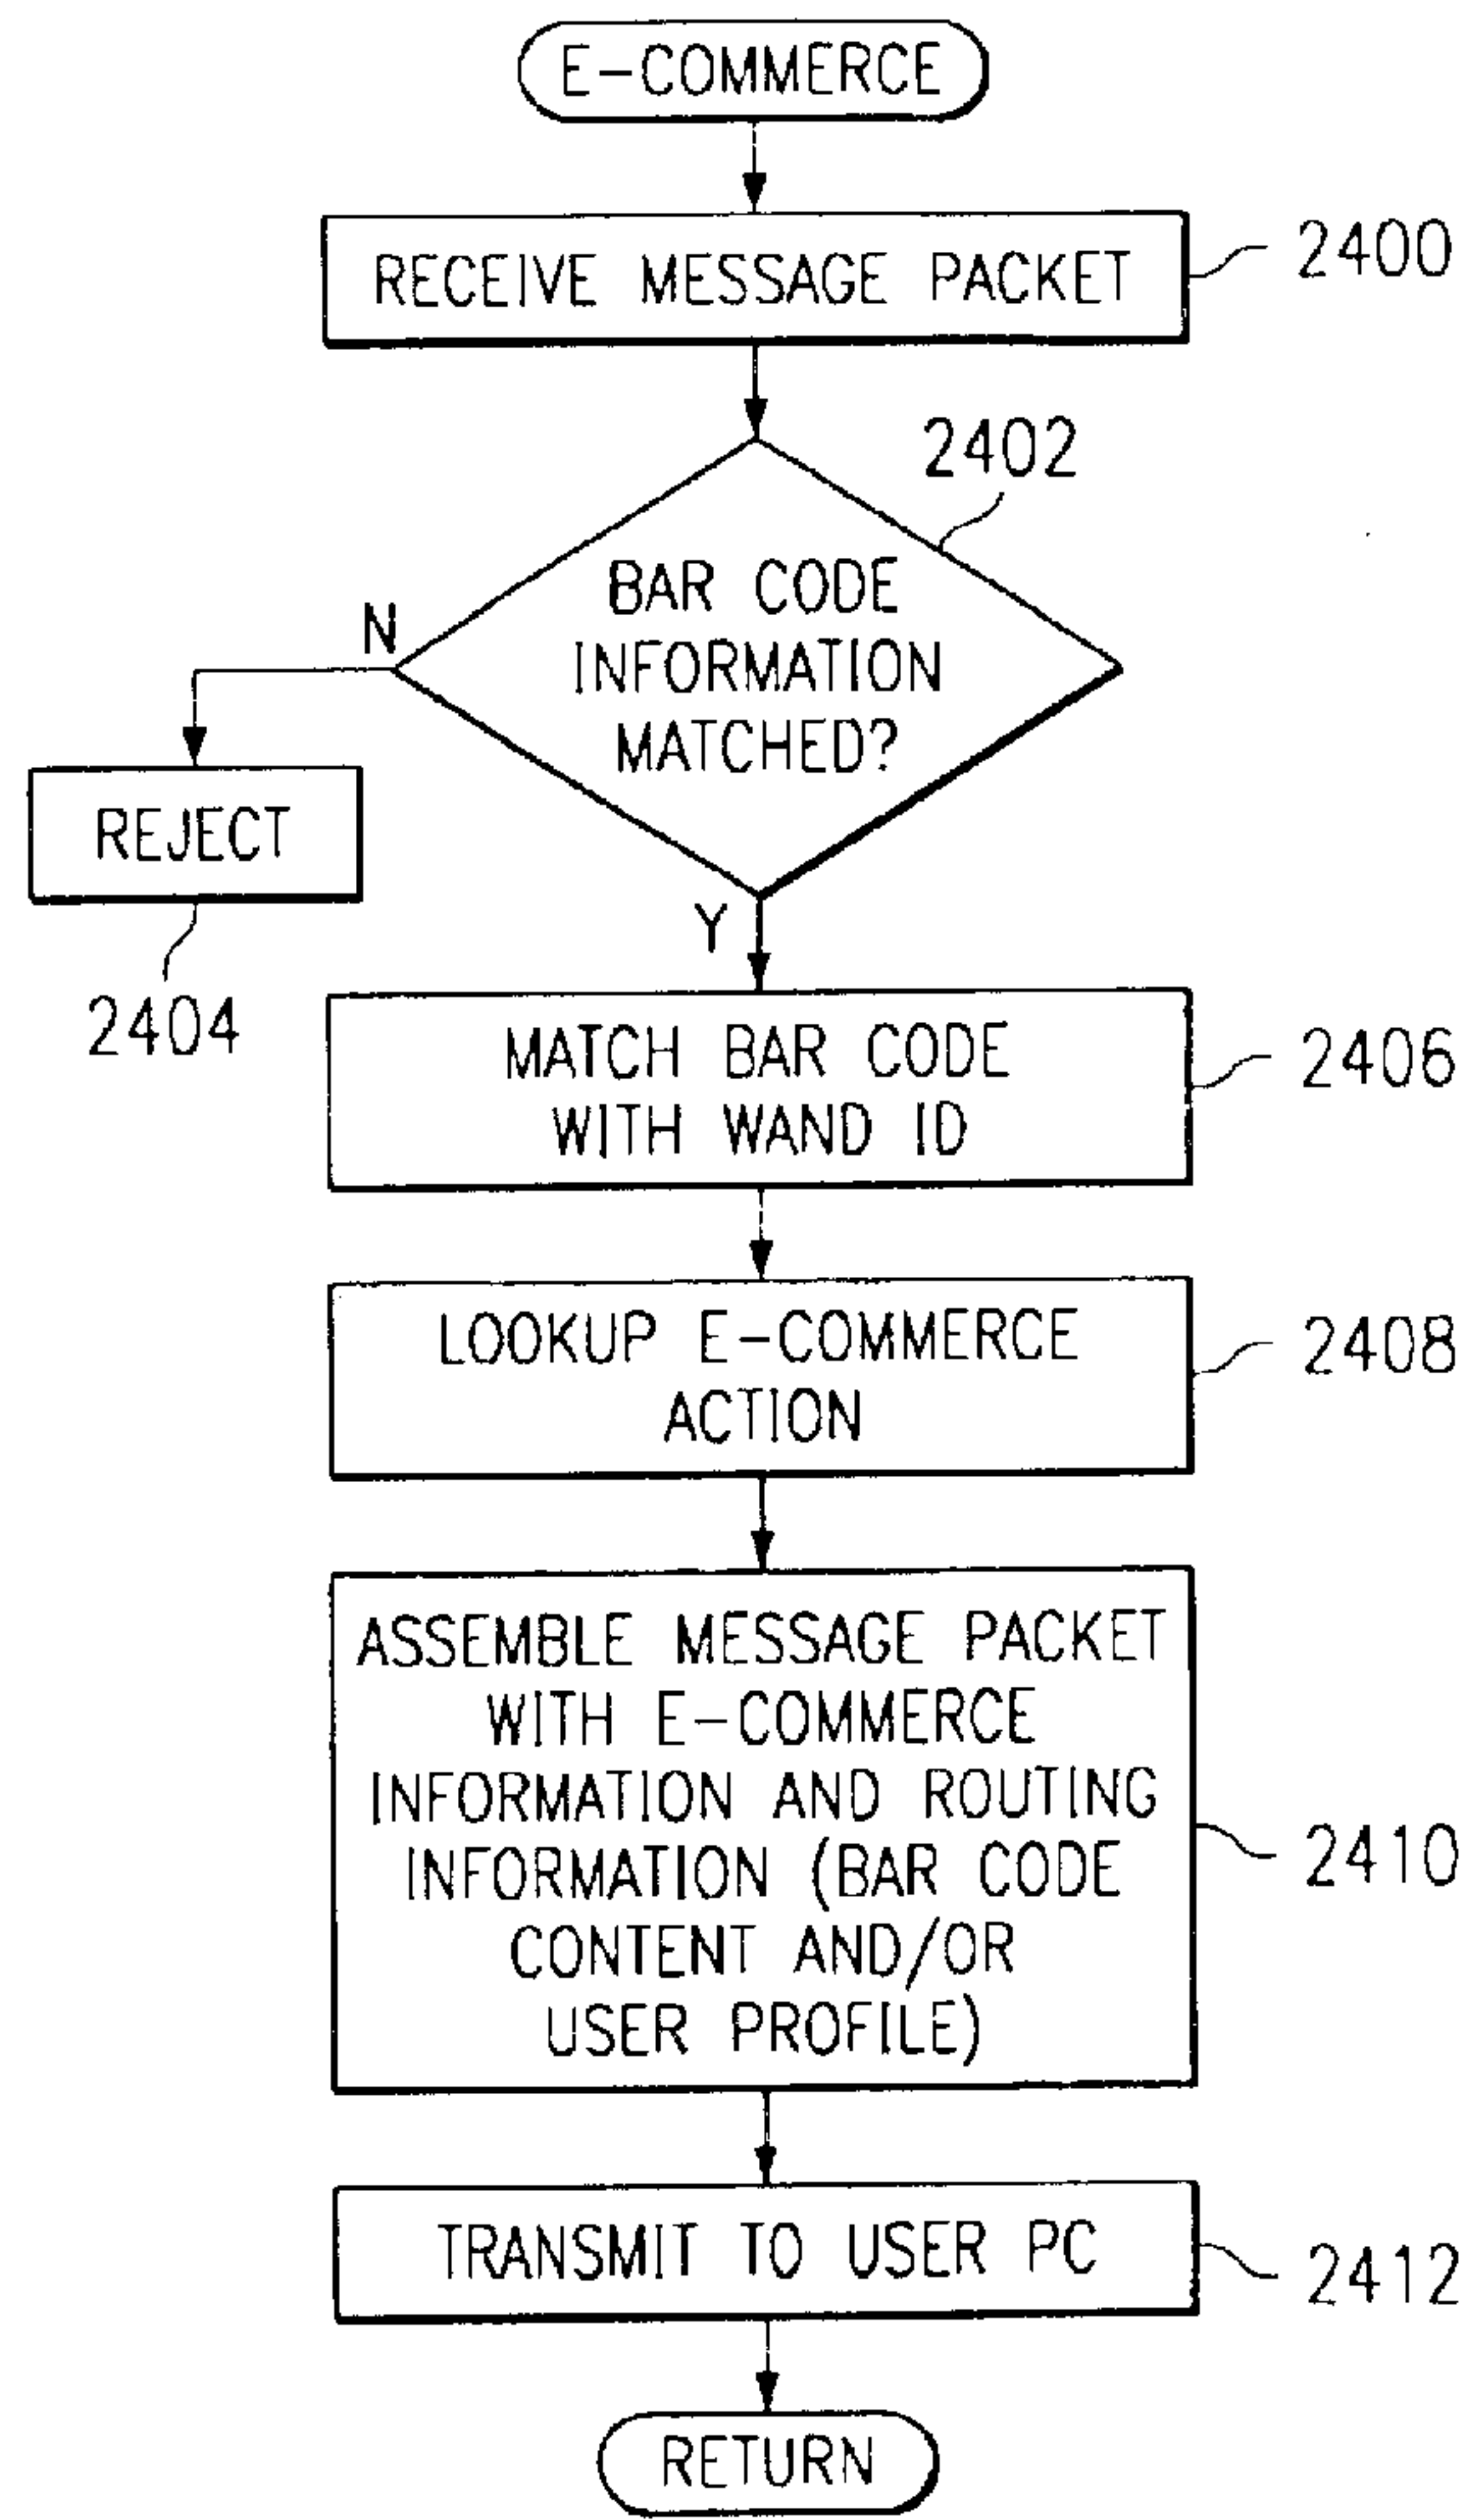 E-COMMERCE
RECEIVE MESSAGE PACKET
2400
2402
BAR CODE
INFORMATION
MATCHED?
N
REJECT
2404
Y
MATCH BAR CODE
WITH WAND ID
2406
LOOKUP E-COMMERCE
ACTION
2408
ASSEMBLE MESSAGE PACKET
WITH E-COMMERCE
INFORMATION AND ROUTING
INFORMATION (BAR CODE
CONTENT AND/OR
USER PROFILE)
2410
TRANSMIT TO USER PC
2412
RETURN